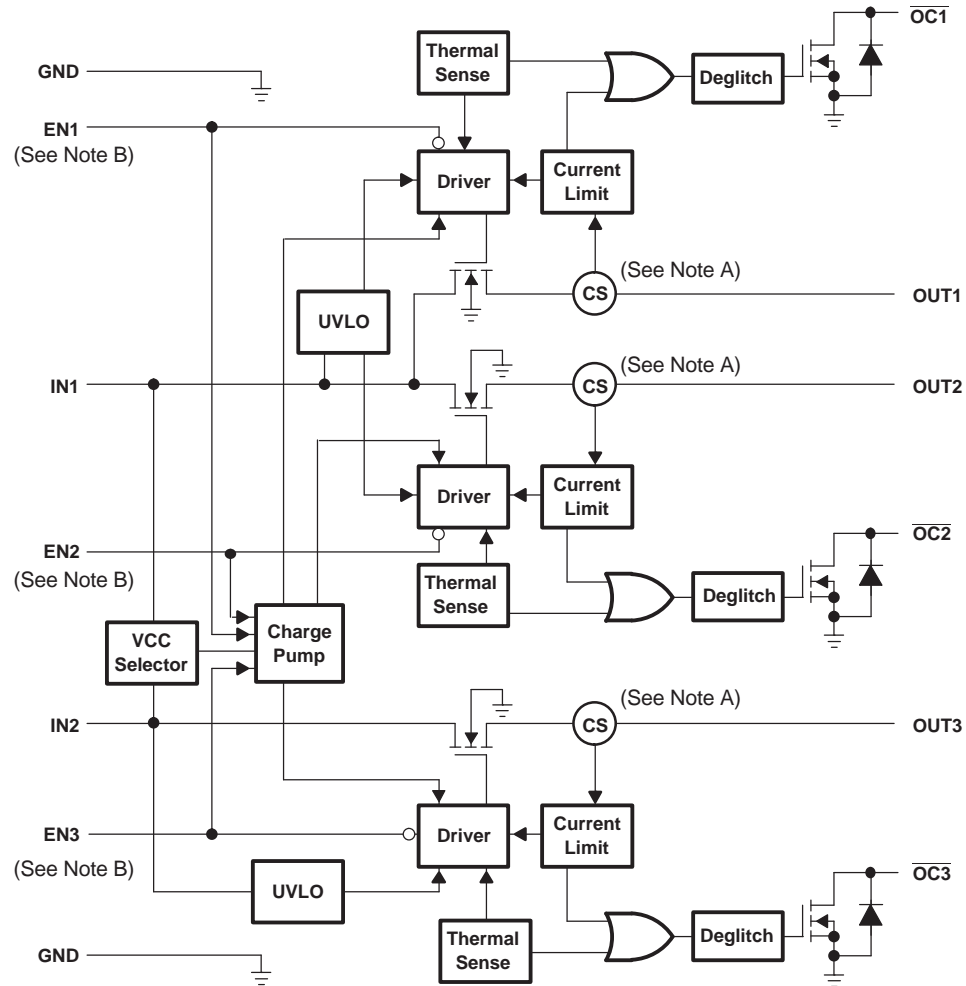 OC1
Thermal
Sense
GND
Deglitch
EN1
(See Note B)
Driver
Current
Limit
(See Note A)
CS
OUT1
UVLO
(See Note A)
IN1
CS
OUT2
Driver
Current
Limit
OC2
EN2
(See Note B)
Thermal
Sense
Deglitch
VCC
Selector
Charge
Pump
(See Note A)
IN2
CS
OUT3
EN3
Driver
Current
Limit
(See Note B)
OC3
UVLO
Thermal
Sense
Deglitch
GND